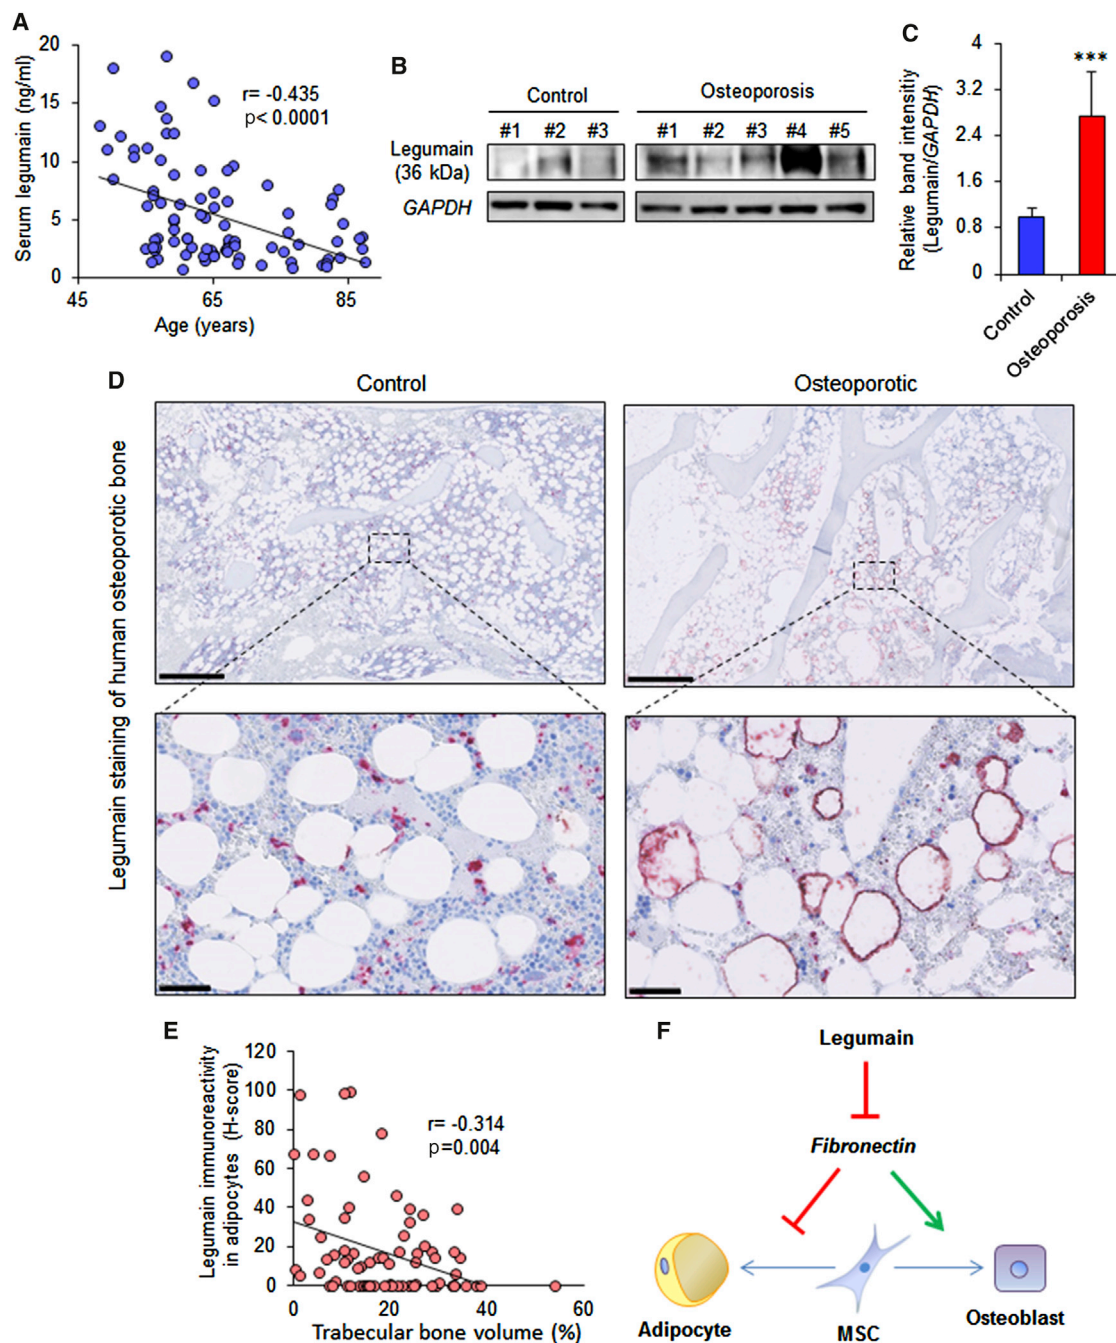 A
20
15
10
5
0
Serum legumain (ng/ml)
r= -0.435
p< 0.0001
45 65 85
Age (years)
B
Control Osteoporosis
#1 #2 #3 #1 #2 #3 #4 #5
Legumain
(36 kDa)
GAPDH
C
4
3.2
2.4
1.6
0.8
0
Relative band intensitiy
(Legumain/GAPDH)
***
Control
Osteoporosis
D
Control Osteoporotic
Legumain staining of human osteoporotic bone
E
120
100
80
60
40
20
0
Legumain immunoreactivity
in adipocytes (H-score)
r= -0.314
p=0.004
0 20 40 60
Trabecular bone volume (%)
F
Legumain
Fibronectin
Adipocyte MSC Osteoblast